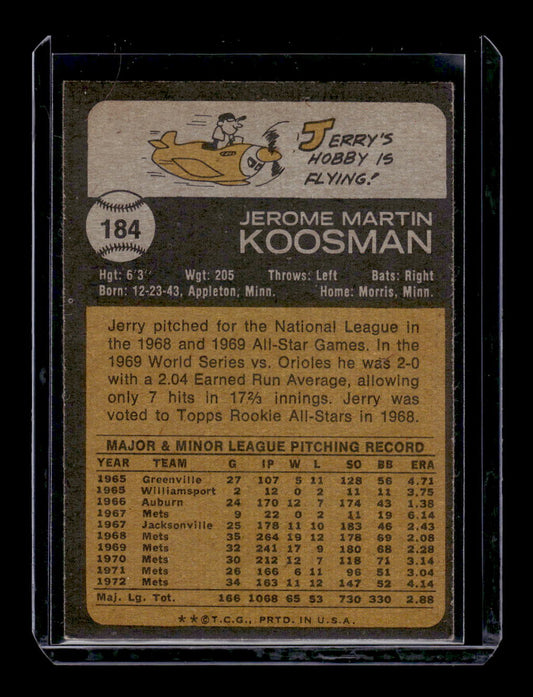 JERRY'S
HOBBY IS
FLYING!
184
JEROME MARTIN
KOOSMAN
Hgt: 6'3" Wgt: 205 Throws: Left Bats: Right
Born: 12-23-43, Appleton, Minn. Home: Morris, Minn.
Jerry pitched for the National League in
the 1968 and 1969 All-Star Games. In the
1969 World Series vs. Orioles he was 2-0
with a 2.04 Earned Run Average, allowing
only 7 hits in 17⅔ innings. Jerry was
voted to Topps Rookie All-Stars in 1968.
MAJOR & MINOR LEAGUE PITCHING RECORD
YEAR TEAM G IP W L SO BB ERA
1965 Greenville 27 107 5 11 128 56 4.71
1965 Williamsport 2 12 0 2 11 11 3.75
1966 Auburn 24 170 12 7 174 43 1.38
1967 Mets 9 22 0 2 11 19 6.14
1967 Jacksonville 25 178 11 10 183 46 2.43
1968 Mets 35 264 19 12 178 69 2.08
1969 Mets 32 241 17 9 180 68 2.28
1970 Mets 30 212 12 7 118 71 3.14
1971 Mets 26 166 6 11 96 51 3.04
1972 Mets 34 163 11 12 147 52 4.14
Maj. Lg. Tot. 166 1068 65 53 730 330 2.88
**©T.C.G., PRTD. IN U.S.A.